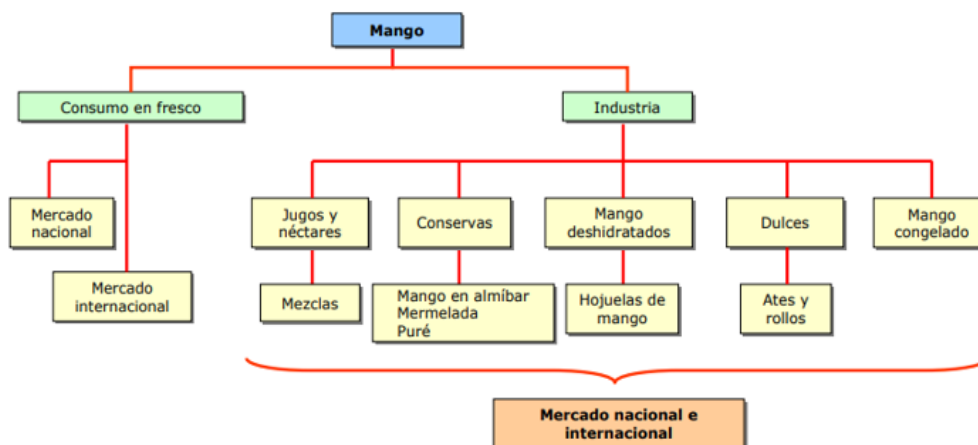 Mango
Consumo en fresco
Industria
Mercado
nacional
Mercado
internacional
Jugos y
néctares
Conservas
Mango
deshidratados
Dulces
Mango
congelado
Mezclas
Mango en almíbar
Mermelada
Puré
Hojuelas de
mango
Ates y
rollos
Mercado nacional e
internacional